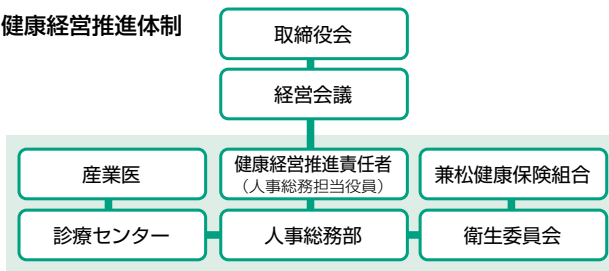 健康経営推進体制
取締役会
経営会議
産業医
健康経営推進責任者
（人事総務担当役員）
兼松健康保険組合
診療センター
人事総務部
衛生委員会